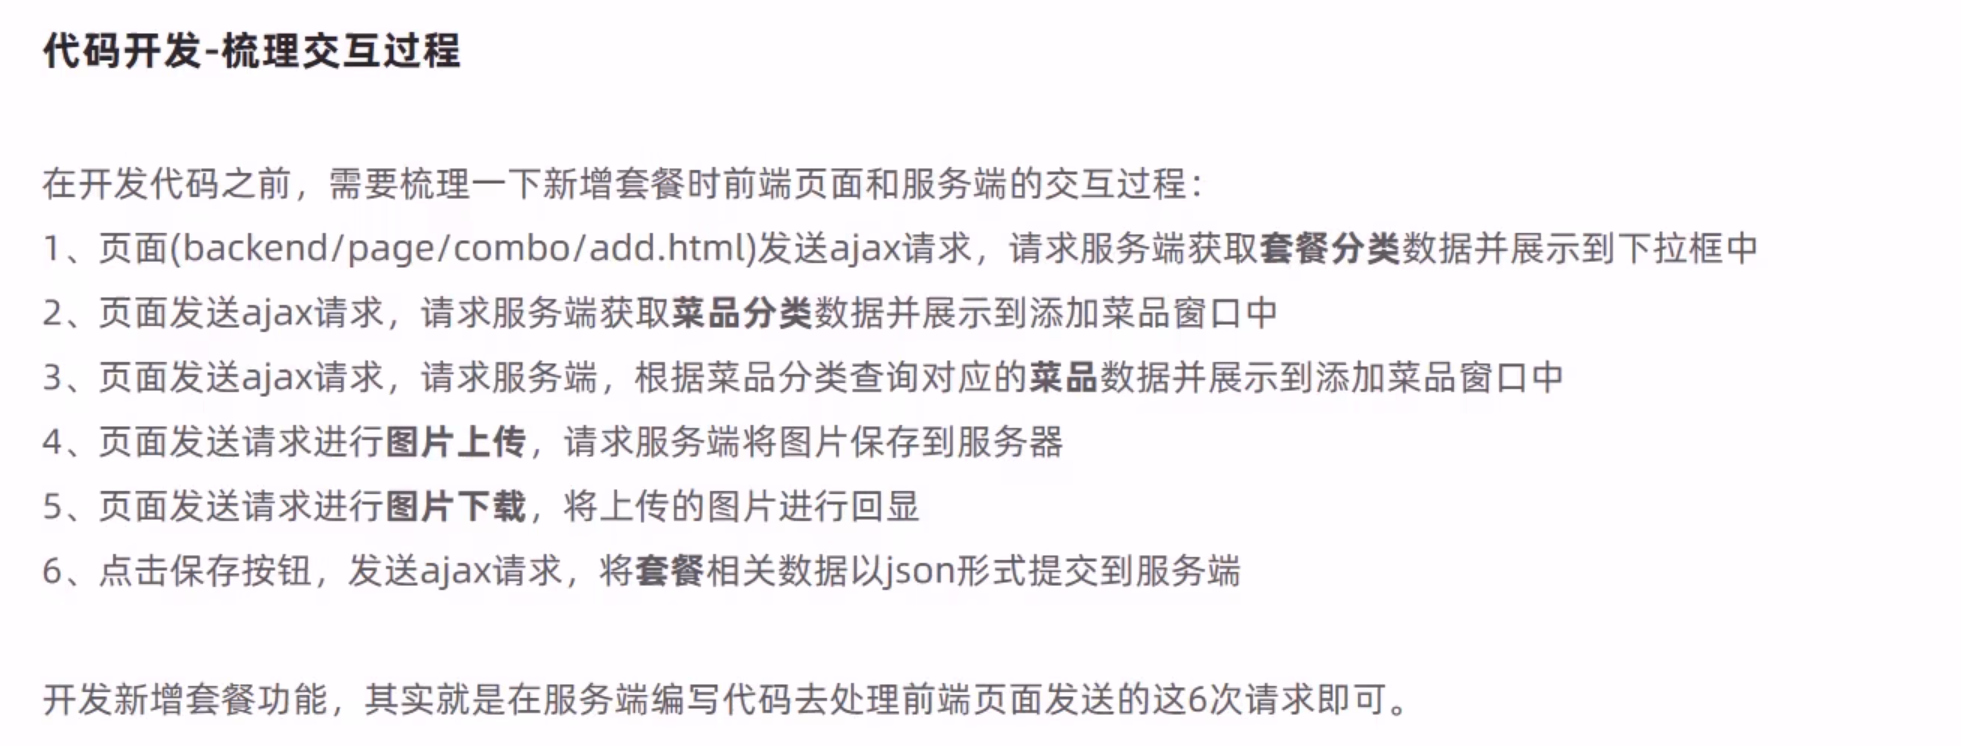 代码开发-梳理交互过程
在开发代码之前，需要梳理一下新增套餐时前端页面和服务端的交互过程：
1、页面(backend/page/combo/add.html)发送ajax请求，请求服务端获取套餐分类数据并展示到下拉框中
2、页面发送ajax请求，请求服务端获取菜品分类数据并展示到添加菜品窗口中
3、页面发送ajax请求，请求服务端，根据菜品分类查询对应的菜品数据并展示到添加菜品窗口中
4、页面发送请求进行图片上传，请求服务端将图片保存到服务器
5、页面发送请求进行图片下载，将上传的图片进行回显
6、点击保存按钮，发送ajax请求，将套餐相关数据以json形式提交到服务端
开发新增套餐功能，其实就是在服务端编写代码去处理前端页面发送的这6次请求即可。